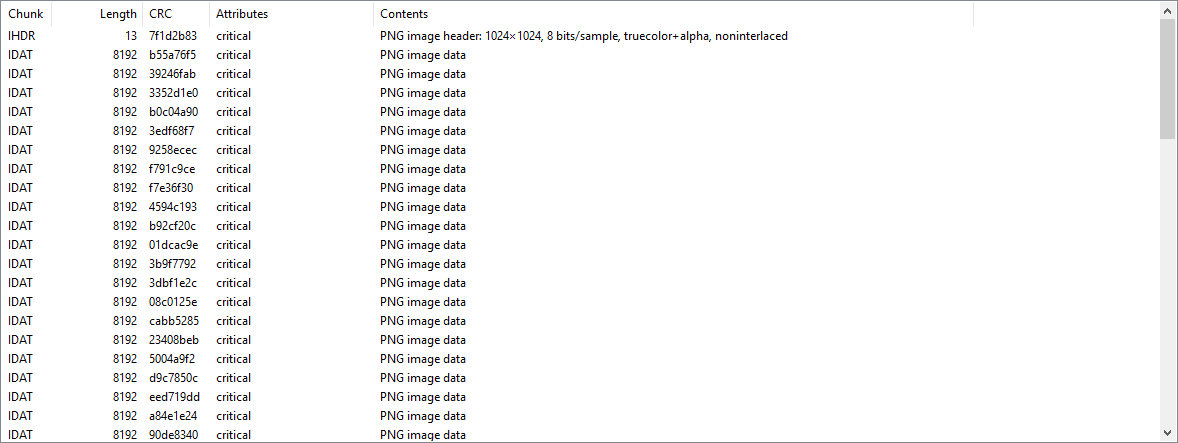 Chunk Length CRC Attributes Contents
IHDR 13 7f1d2b83 critical PNG image header: 1024×1024, 8 bits/sample, truecolor+alpha, noninterlaced
IDAT 8192 b55a76f5 critical PNG image data
IDAT 8192 39246fab critical PNG image data
IDAT 8192 3352d1e0 critical PNG image data
IDAT 8192 b0c04a90 critical PNG image data
IDAT 8192 3edf68f7 critical PNG image data
IDAT 8192 9258ecec critical PNG image data
IDAT 8192 f791c9ce critical PNG image data
IDAT 8192 f7e36f30 critical PNG image data
IDAT 8192 4594c193 critical PNG image data
IDAT 8192 b92cf20c critical PNG image data
IDAT 8192 01dcac9e critical PNG image data
IDAT 8192 3b9f7792 critical PNG image data
IDAT 8192 3dbf1e2c critical PNG image data
IDAT 8192 08c0125e critical PNG image data
IDAT 8192 cabb5285 critical PNG image data
IDAT 8192 23408beb critical PNG image data
IDAT 8192 5004a9f2 critical PNG image data
IDAT 8192 d9c7850c critical PNG image data
IDAT 8192 eed719dd critical PNG image data
IDAT 8192 a84e1e24 critical PNG image data
IDAT 8192 90de8340 critical PNG image data